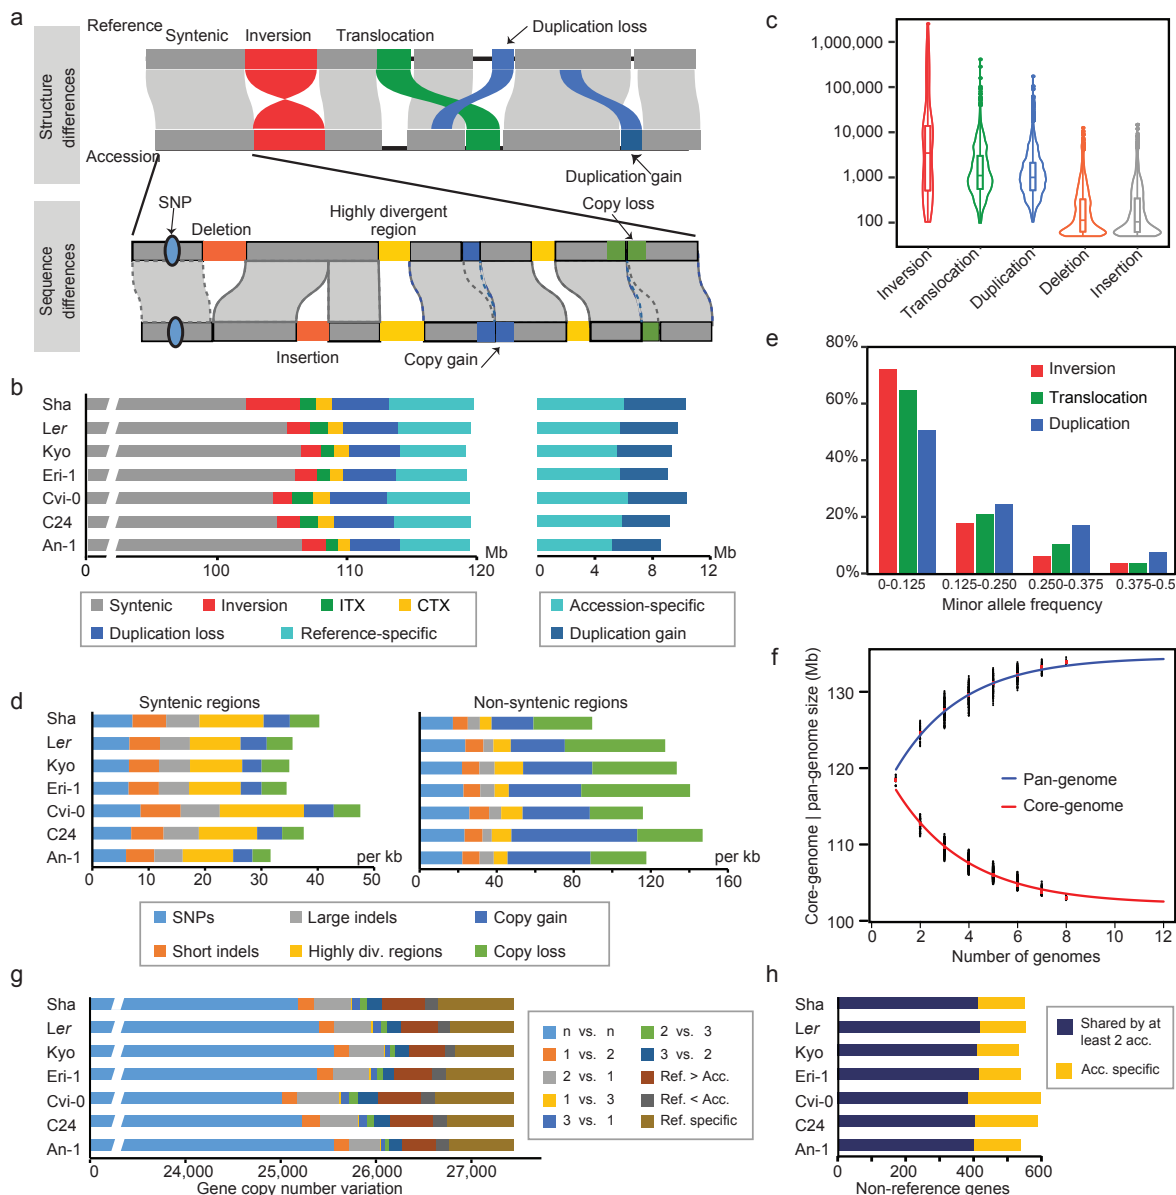 a
Reference
Syntenic
Inversion
Translocation
Duplication loss
Structure
differences
Accession
Duplication gain
SNP
Deletion
Highly divergent
region
Copy loss
Sequence
differences
Insertion
Copy gain
c
1,000,000
100,000
10,000
1,000
100
Inversion
Translocation
Duplication
Deletion
Insertion
b
Sha
Ler
Kyo
Eri-1
Cvi-0
C24
An-1
Mb
0
100
110
120
Mb
0
4
8
12
Syntenic
Inversion
ITX
CTX
Duplication loss
Reference-specific
Accession-specific
Duplication gain
e
80%
60%
40%
20%
0%
Inversion
Translocation
Duplication
0-0.125
0.125-0.250
0.250-0.375
0.375-0.5
Minor allele frequency
d
Syntenic regions
Non-syntenic regions
Sha
Ler
Kyo
Eri-1
Cvi-0
C24
An-1
per kb
0
10
20
30
40
50
per kb
0
40
80
120
160
SNPs
Large indels
Copy gain
Short indels
Highly div. regions
Copy loss
f
Core-genome | pan-genome size (Mb)
130
120
110
100
Pan-genome
Core-genome
0
2
4
6
8
10
12
Number of genomes
g
Sha
Ler
Kyo
Eri-1
Cvi-0
C24
An-1
0
24,000
25,000
26,000
27,000
Gene copy number variation
n vs. n
2 vs. 3
1 vs. 2
3 vs. 2
2 vs. 1
Ref. > Acc.
1 vs. 3
Ref. < Acc.
3 vs. 1
Ref. specific
h
Sha
Ler
Kyo
Eri-1
Cvi-0
C24
An-1
0
200
400
600
Non-reference genes
Shared by at
least 2 acc.
Acc. specific